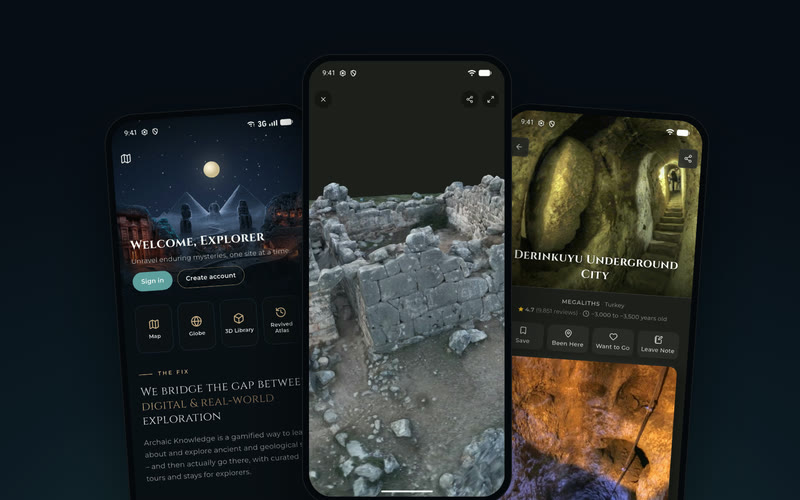 9:41
3G
WELCOME, EXPLORER
Unravel enduring mysteries, one site at a time
Sign in
Create account
Map
Globe
3D Library
Revived
Atlas
THE FIX
WE BRIDGE THE GAP BETWEE
DIGITAL & REAL-WORLD
EXPLORATION
Archaic Knowledge is a gamified way to lea
about and explore ancient and geological s
– and then actually go there, with curated
tours and stays for explorers.
9:41
9:41
DERINKUYU UNDERGROUND
CITY
MEGALITHS Turkey
4.7 (9,801 reviews) ~3,000 to ~3,500 years old
Save
Been Here
Want to Go
Leave Note